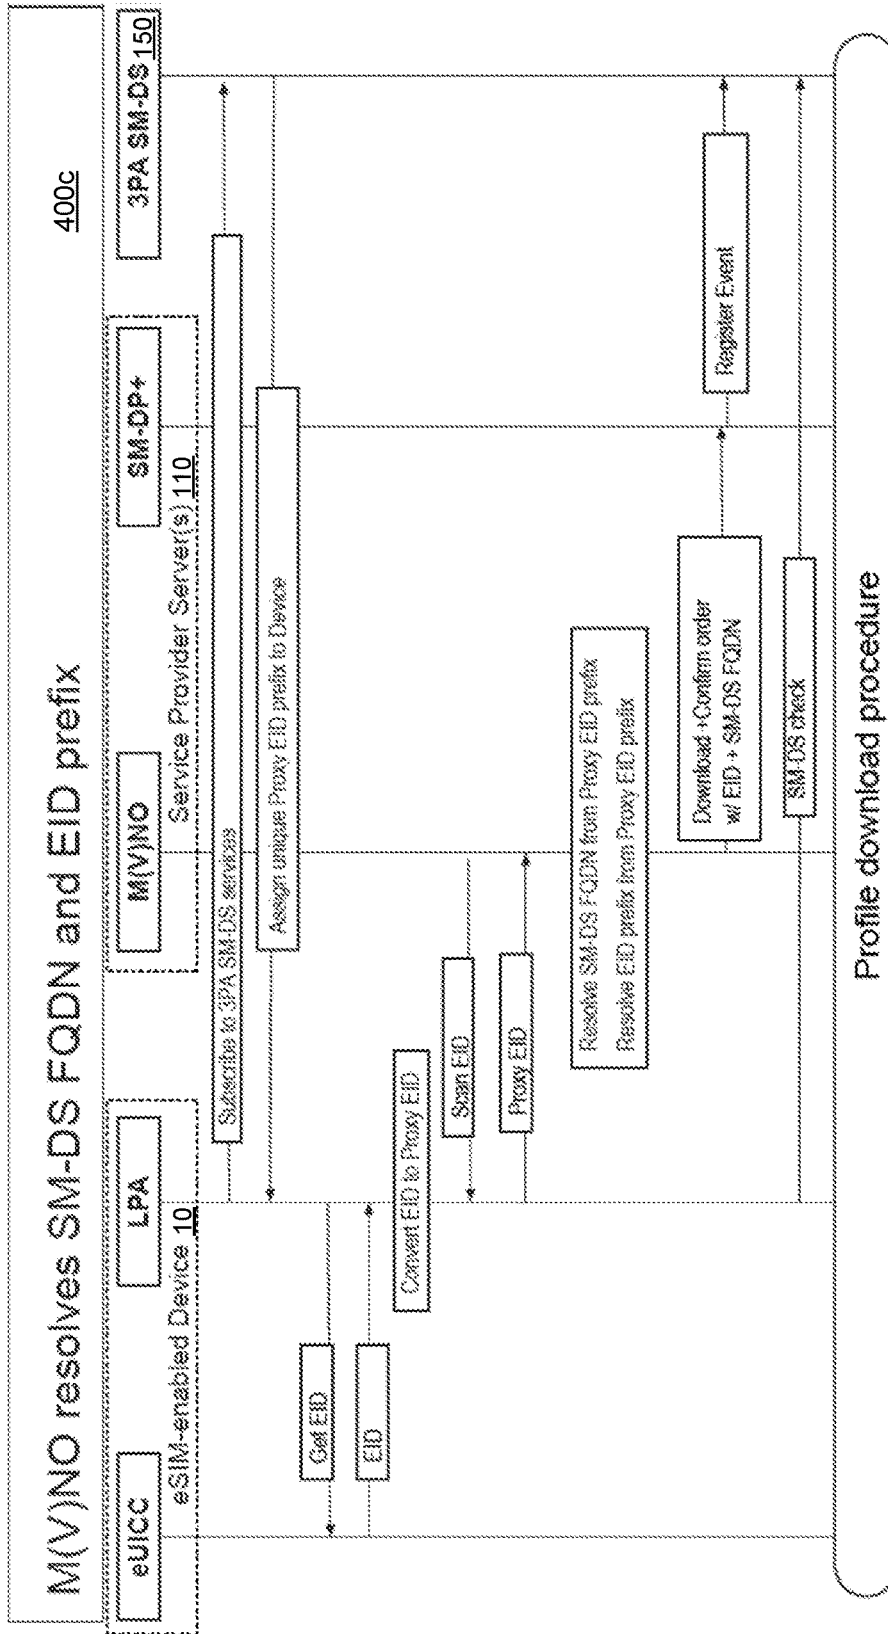 M(V)NO resolves SM-DS FQDN and EID prefix
400c
eUICC
LPA
M(V)NO
SM-DP+
3PA SM-DS 150
eSIM-enabled Device 10
Service Provider Server(s) 110
Subscribe to 3PA SM-DS services
Assign unique Proxy EID prefix to Device
Get EID
EID
Convert EID to Proxy EID
Scan EID
Proxy EID
Resolve SM-DS FQDN from Proxy EID prefix
Resolve EID prefix from Proxy EID prefix
Download +Confirm order
w/ EID + SM-DS FQDN
Register Event
SM-DS check
Profile download procedure